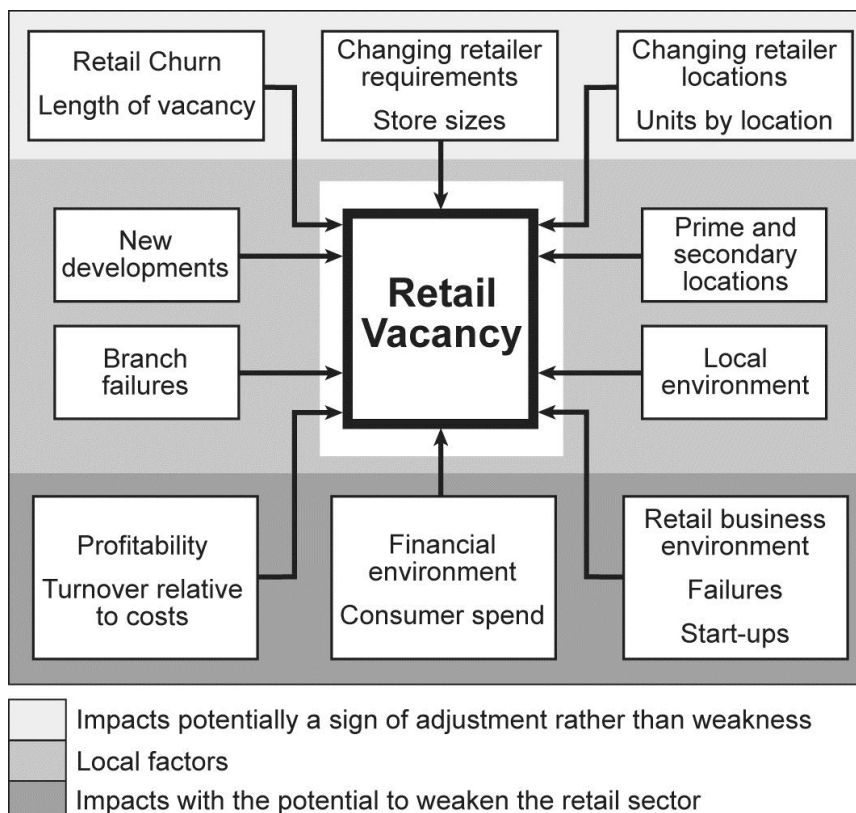 Retail Churn
Length of vacancy
Changing retailer
requirements
Store sizes
Changing retailer
locations
Units by location
New
developments
Prime and
secondary
locations
Retail
Vacancy
Branch
failures
Local
environment
Profitability
Turnover relative
to costs
Financial
environment
Consumer spend
Retail business
environment
Failures
Start-ups
Impacts potentially a sign of adjustment rather than weakness
Local factors
Impacts with the potential to weaken the retail sector